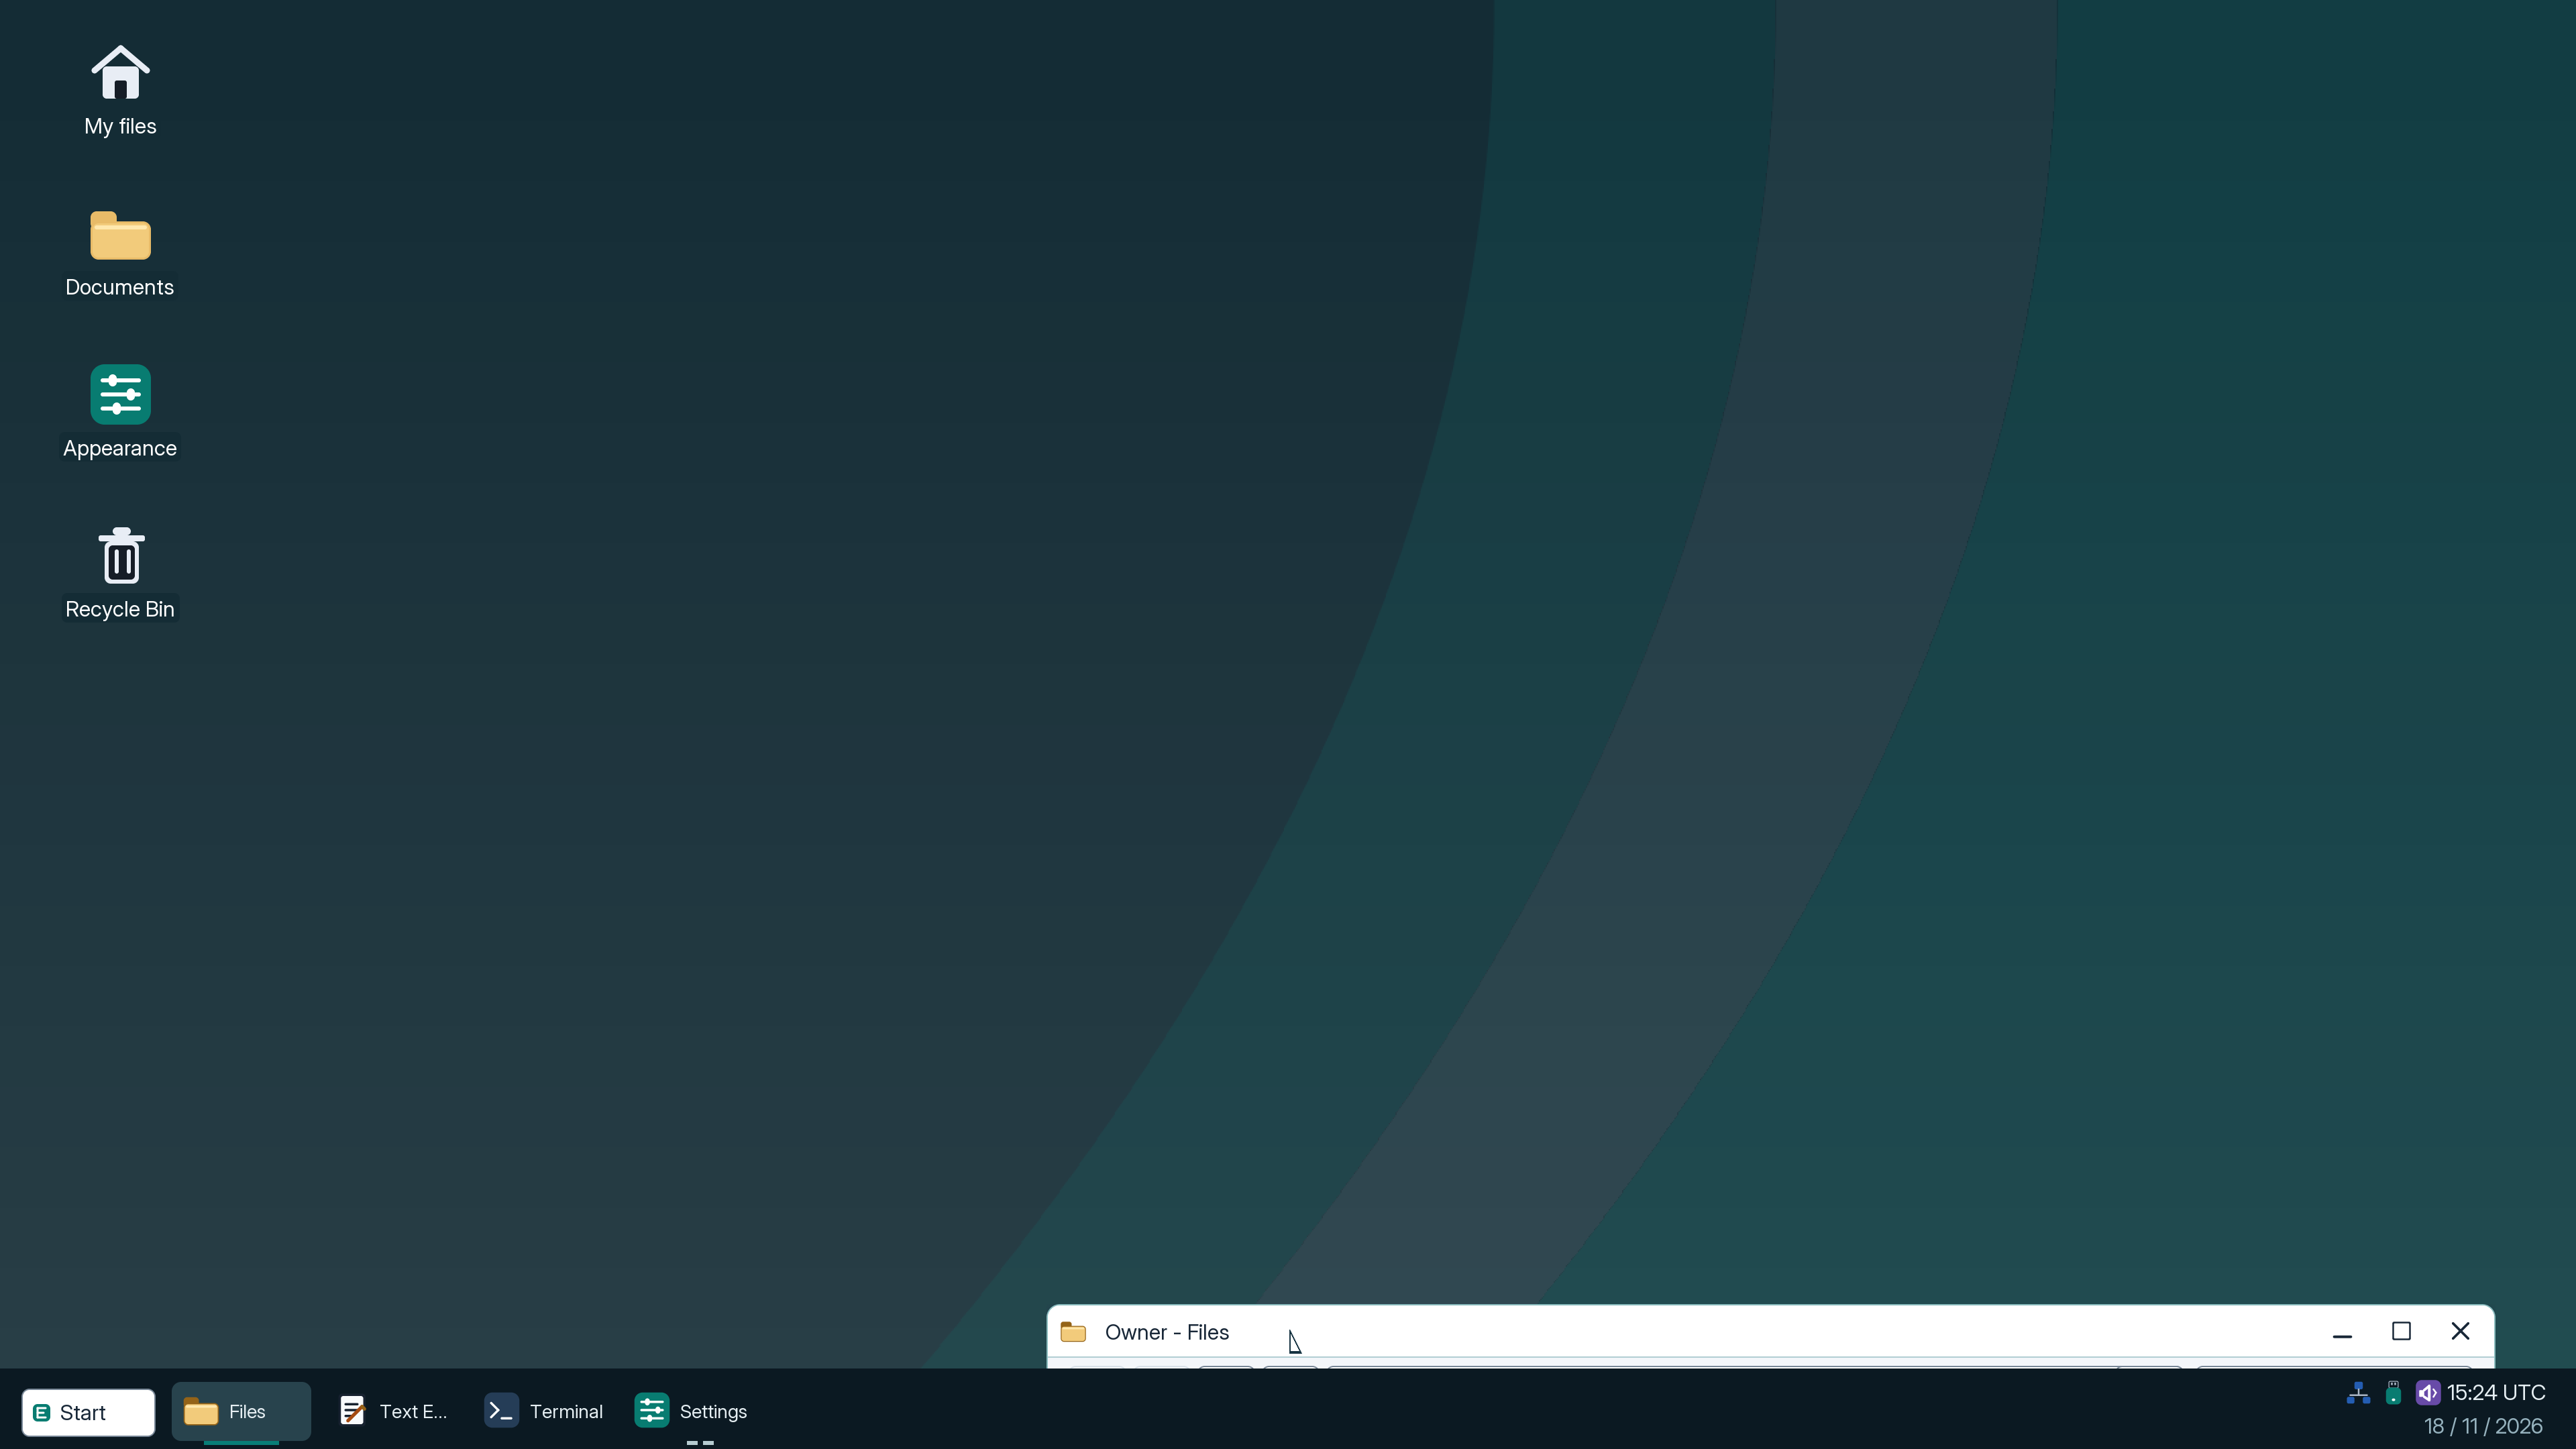 My files
Documents
Appearance
Recycle Bin
Owner - Files
Start
Files
Text E...
Terminal
Settings
15:24 UTC
18 / 11 / 2026